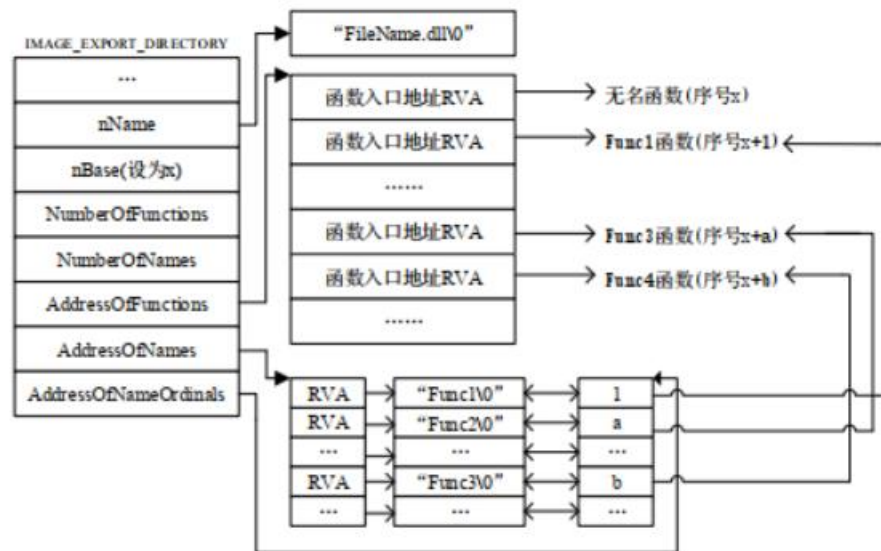 IMAGE_EXPORT_DIRECTORY
...
nName
nBase(设为x)
NumberOfFunctions
NumberOfNames
AddressOfFunctions
AddressOfNames
AddressOfNameOrdinals
“FileName.dll\0”
函数入口地址RVA
无名函数(序号x)
函数入口地址RVA
Func1函数(序号x+1)
……
函数入口地址RVA
Func3函数(序号x+a)
函数入口地址RVA
Func4函数(序号x+b)
……
RVA “Func1\0” 1
RVA “Func2\0” a
... ... ...
RVA “Func3\0” b
... ... ...